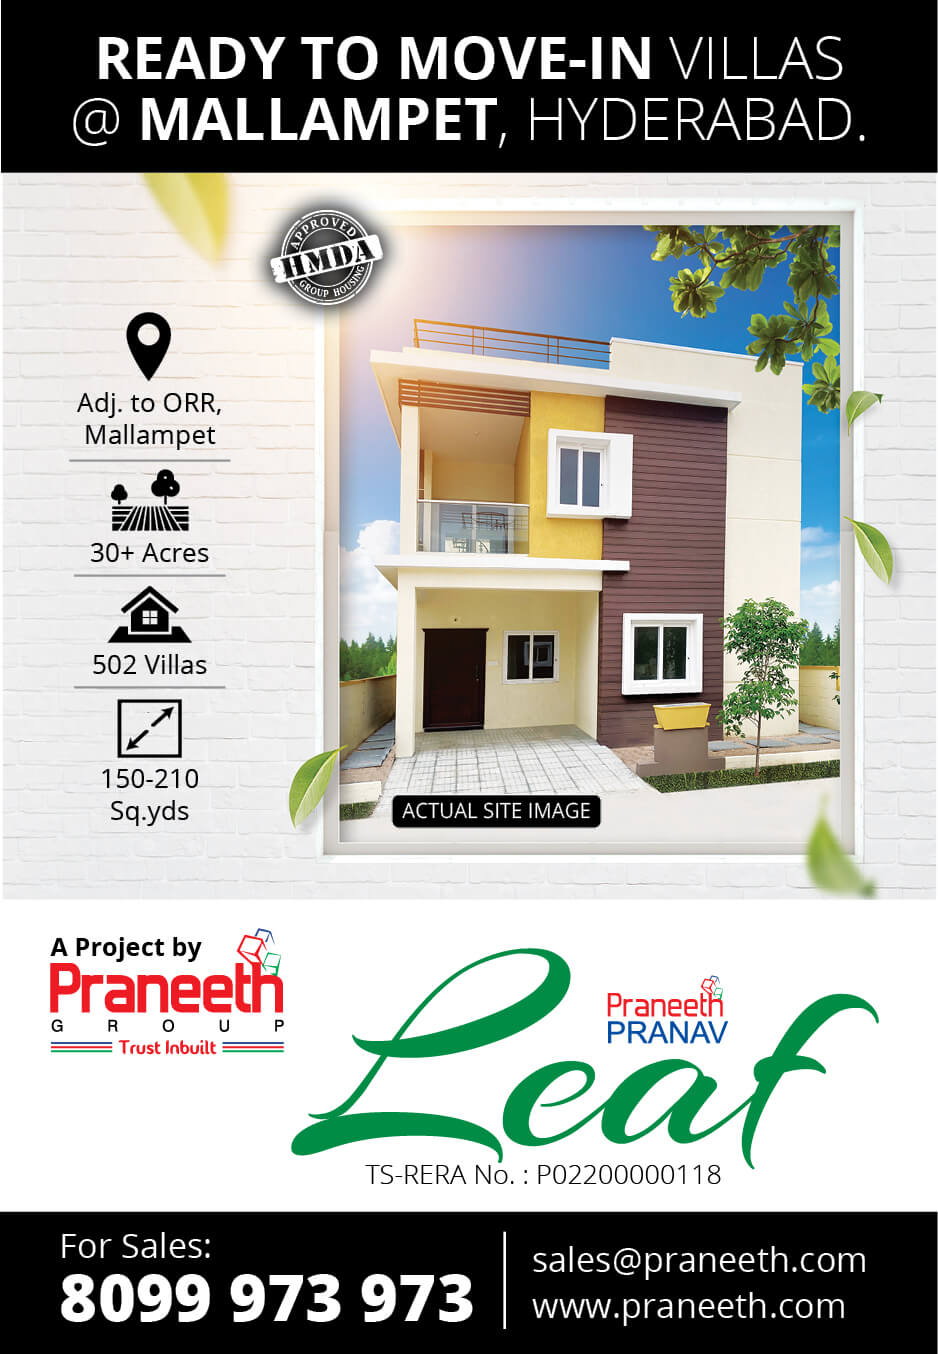 READY TO MOVE-IN VILLAS
@ MALLAMPET, HYDERABAD.
APPROVED
HMDA
GROUP HOUSING
Adj. to ORR,
Mallampet
30+ Acres
502 Villas
150-210
Sq.yds
ACTUAL SITE IMAGE
A Project by
Praneeth
GROUP
Trust Inbuilt
Praneeth
PRANAV
Leaf
TS-RERA No. : P02200000118
For Sales:
8099 973 973
sales@praneeth.com
www.praneeth.com